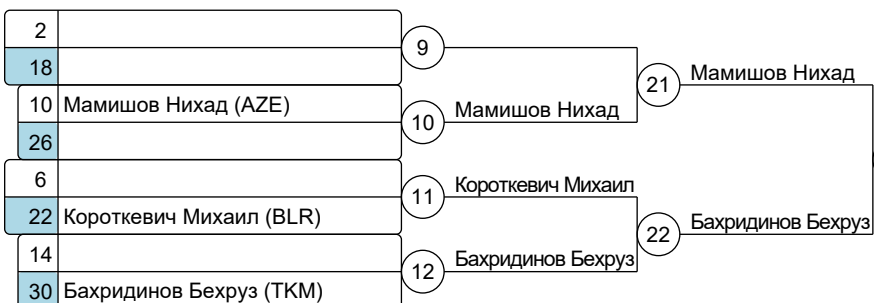 2
18
9
10 Мамишов Нихад (AZE)
26
10
Мамишов Нихад
21
Мамишов Нихад
6
22 Короткевич Михаил (BLR)
11
Короткевич Михаил
14
30 Бахридинов Бехруз (TKM)
12
Бахридинов Бехруз
22
Бахридинов Бехруз